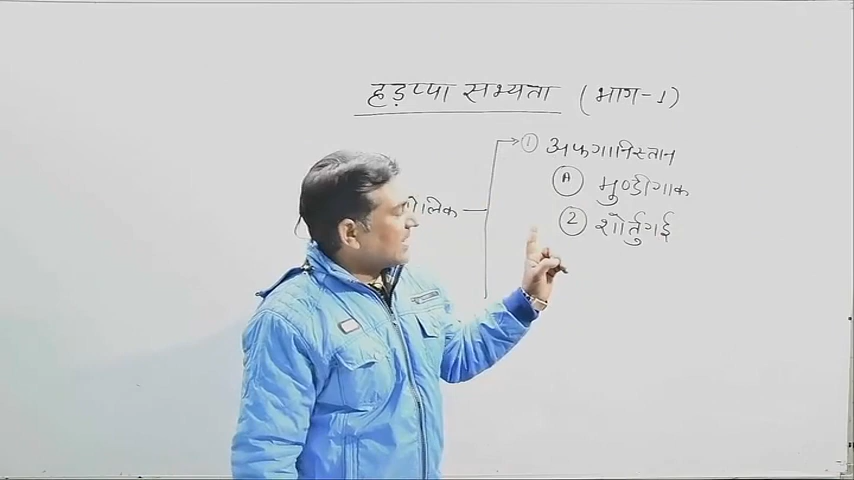 हड़प्पा सभ्यता (भाग-1)
① अफगानिस्तान
Ⓐ मुण्डीगाक
② शोर्तुगई